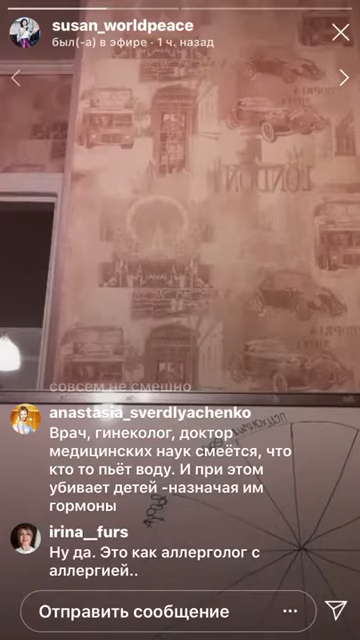 susan_worldpeace
был(-а) в эфире · 1 ч. назад
LONDON
совсем не смешно
anastasia_sverdlyachenko
Врач, гинеколог, доктор
медицинских наук смеётся, что
кто то пьёт воду. И при этом
убивает детей -назначая им
гормоны
irina__furs
Ну да. Это как аллерголог с
аллергией..
Отправить сообщение